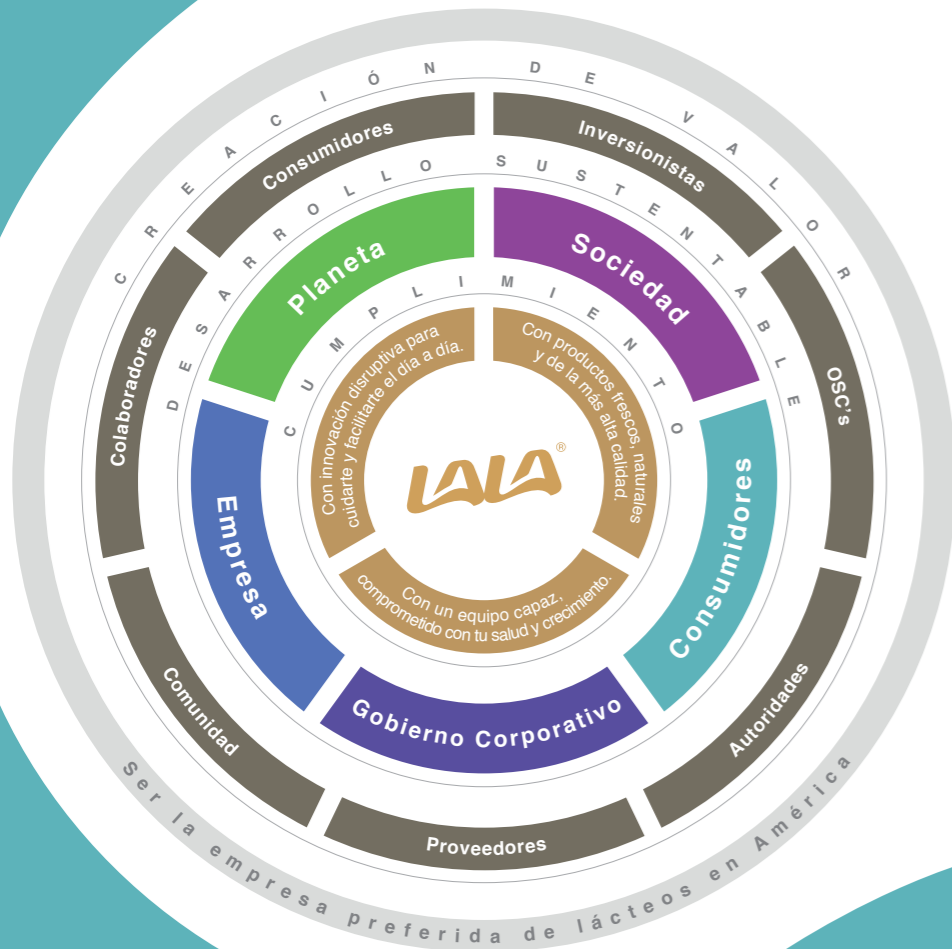 CREACIÓN DE VALOR
Consumidores
Inversionistas
OSC's
Autoridades
Proveedores
Comunidad
Colaboradores
DESARROLLO SUSTENTABLE
Planeta
Sociedad
Consumidores
Gobierno Corporativo
Empresa
CUMPLIMIENTO
Con innovación disruptiva para
cuidarte y facilitarte el día a día.
Con productos frescos, naturales
y de la más alta calidad.
Con un equipo capaz,
comprometido con tu salud y crecimiento.
LALA®
Ser la empresa preferida de lácteos en América